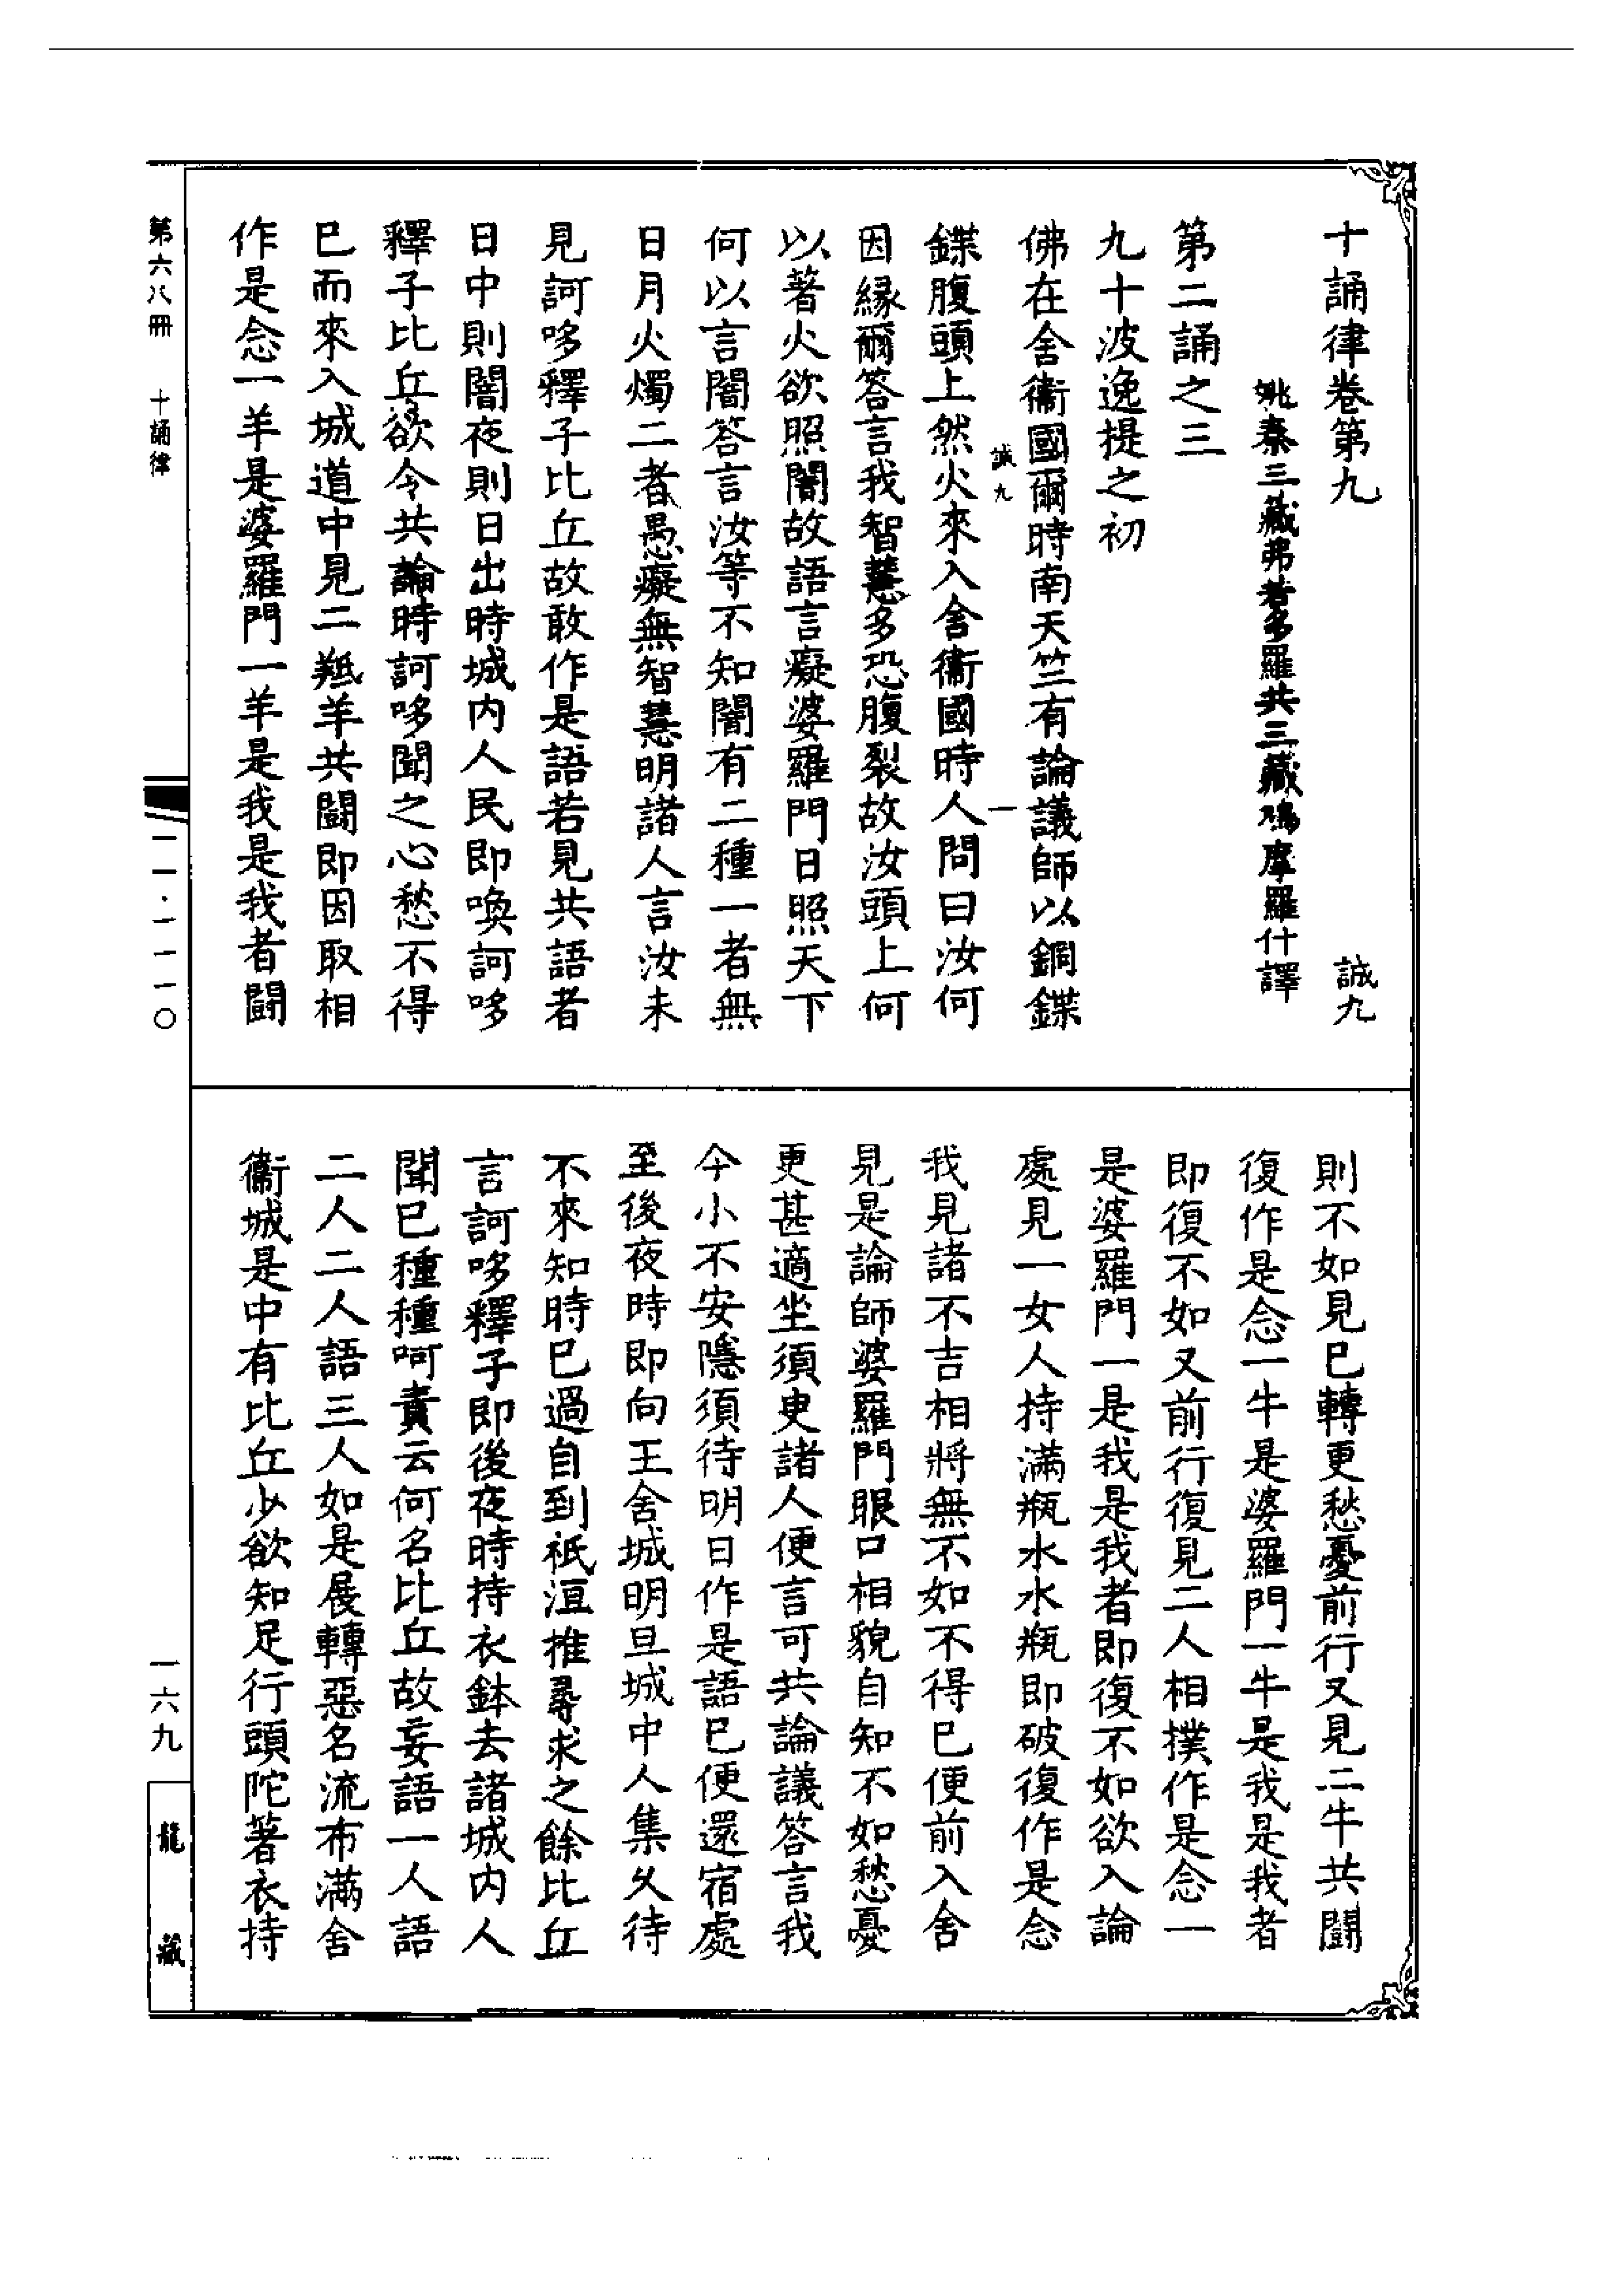 十誦律卷第九　誠九
姚秦三藏弗若多羅共三藏鳩摩羅什譯
第二誦之三
九十波逸提之初
佛在舍衞國爾時南天竺有論議師以銅鍱
誠九　一
鍱腹頭上然火來入舍衞國時人問曰汝何
因緣爾答言我智慧多恐腹裂故汝頭上何
以著火欲照闇故語言癡婆羅門日照天下
何以言闇答言汝等不知闇有二種一者無
日月火燭二者愚癡無智慧明諸人言汝未
見訶哆釋子比丘故敢作是語若見共語者
日中則闇夜則日出時城內人民即喚訶哆
釋子比丘欲令共論時訶哆聞之心愁不得
巳而來入城道中見二羝羊共鬪即因取相
作是念一羊是婆羅門一羊是我是我者鬪
則不如見巳轉更愁憂前行又見二牛共鬪
復作是念一牛是婆羅門一牛是我是我者
即復不如又前行復見二人相撲作是念一
是婆羅門一是我是我者即復不如欲入論
處見一女人持滿瓶水水瓶即破復作是念
我見諸不吉相將無不如不得巳便前入舍
見是論師婆羅門眼口相貌自知不如愁憂
更甚適坐須臾諸人便言可共論議答言我
今小不安隱須待明日作是語巳便還宿處
至後夜時即向王舍城明旦城中人集久待
不來知時巳過自到祇洹推尋求之餘比丘
言訶哆釋子即後夜時持衣鉢去諸城內人
聞巳種種呵責云何名比丘故妄語一人語
二人二人語三人如是展轉惡名流布滿舍
衞城是中有比丘少欲知足行頭陀著衣持
第六八冊　十誦律　一一·一一一〇　一六九　龍藏